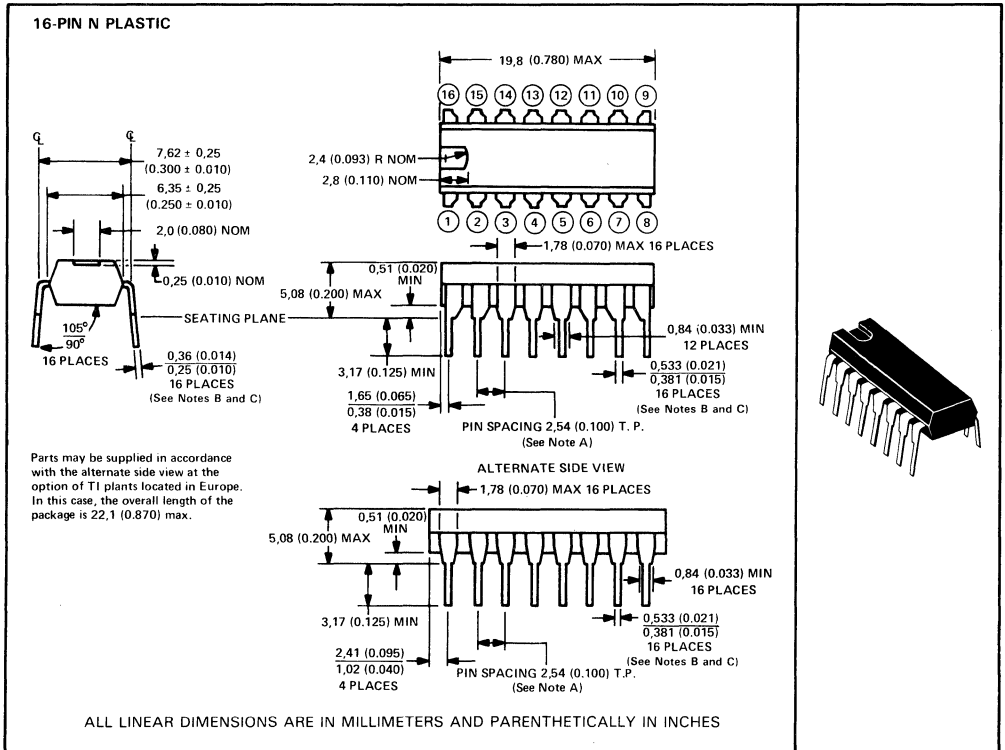 16-PIN N PLASTIC
19,8 (0.780) MAX
16 15 14 13 12 11 10 9
2,4 (0.093) R NOM
2,8 (0.110) NOM
1 2 3 4 5 6 7 8
℄ ℄
7,62 ± 0,25
(0.300 ± 0.010)
6,35 ± 0,25
(0.250 ± 0.010)
2,0 (0.080) NOM
0,25 (0.010) NOM
105°
90°
16 PLACES
0,36 (0.014)
0,25 (0.010)
16 PLACES
(See Notes B and C)
1,78 (0.070) MAX 16 PLACES
0,51 (0.020)
MIN
5,08 (0.200) MAX
SEATING PLANE
3,17 (0.125) MIN
0,84 (0.033) MIN
12 PLACES
0,533 (0.021)
0,381 (0.015)
16 PLACES
(See Notes B and C)
1,65 (0.065)
0,38 (0.015)
4 PLACES
PIN SPACING 2,54 (0.100) T.P.
(See Note A)
Parts may be supplied in accordance
with the alternate side view at the
option of TI plants located in Europe.
In this case, the overall length of the
package is 22,1 (0.870) max.
ALTERNATE SIDE VIEW
1,78 (0.070) MAX 16 PLACES
0,51 (0.020)
MIN
5,08 (0.200) MAX
0,84 (0.033) MIN
16 PLACES
3,17 (0.125) MIN
0,533 (0.021)
0,381 (0.015)
16 PLACES
(See Notes B and C)
2,41 (0.095)
1,02 (0.040)
4 PLACES
PIN SPACING 2,54 (0.100) T.P.
(See Note A)
ALL LINEAR DIMENSIONS ARE IN MILLIMETERS AND PARENTHETICALLY IN INCHES